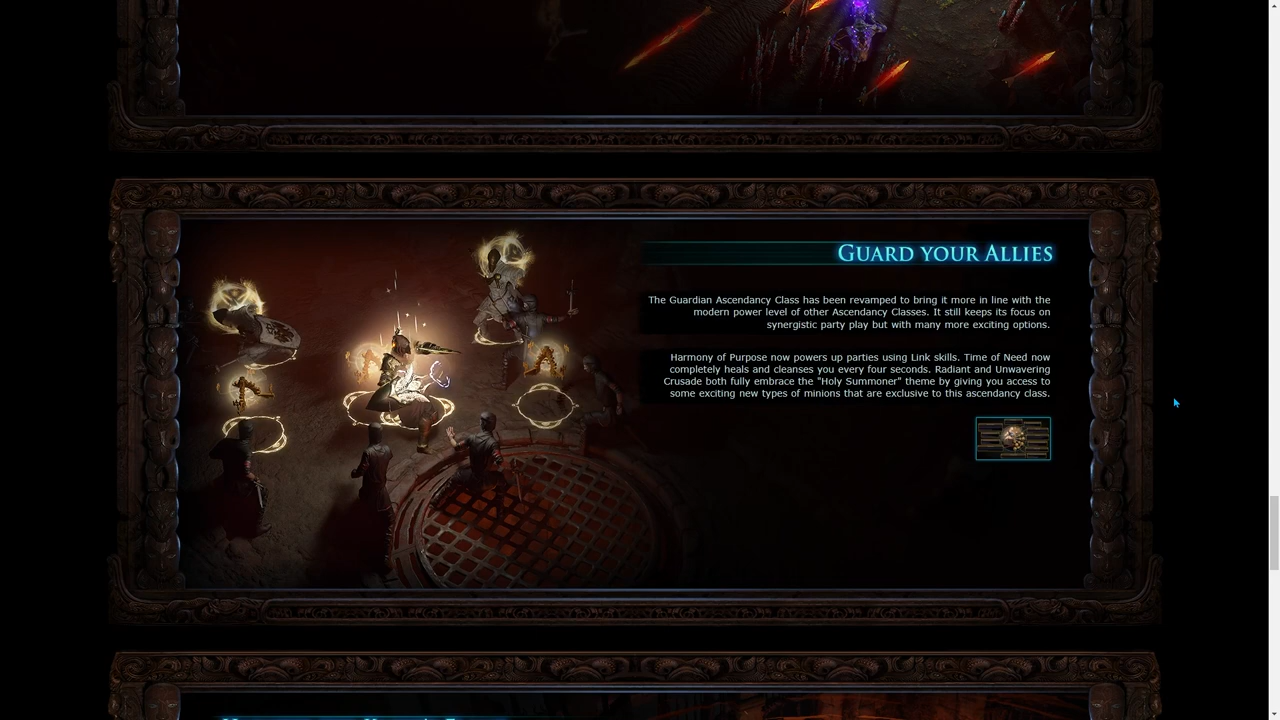 Guard your Allies
The Guardian Ascendancy Class has been revamped to bring it more in line with the
modern power level of other Ascendancy Classes. It still keeps its focus on
synergistic party play but with many more exciting options.
Harmony of Purpose now powers up parties using Link skills. Time of Need now
completely heals and cleanses you every four seconds. Radiant and Unwavering
Crusade both fully embrace the "Holy Summoner" theme by giving you access to
some exciting new types of minions that are exclusive to this ascendancy class.